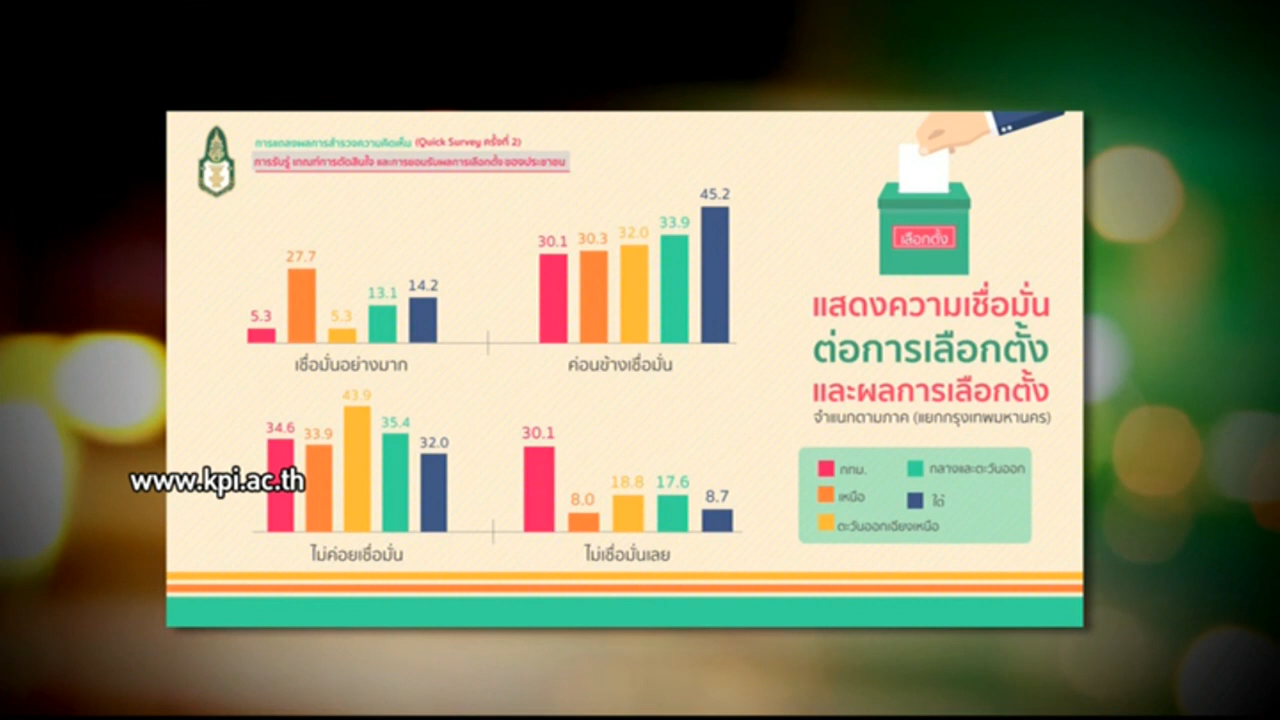 การแถลงผลการสำรวจความคิดเห็น (Quick Survey ครั้งที่ 2)
การรับรู้ เกณฑ์การตัดสินใจ และการยอมรับผลการเลือกตั้ง ของประชาชน
5.3 27.7 5.3 13.1 14.2
เชื่อมั่นอย่างมาก
30.1 30.3 32.0 33.9 45.2
ค่อนข้างเชื่อมั่น
34.6 33.9 43.9 35.4 32.0
ไม่ค่อยเชื่อมั่น
30.1 8.0 18.8 17.6 8.7
ไม่เชื่อมั่นเลย
www.kpi.ac.th
เลือกตั้ง
แสดงความเชื่อมั่น
ต่อการเลือกตั้ง
และผลการเลือกตั้ง
จำแนกตามภาค (แยกกรุงเทพมหานคร)
กทม. กลางและตะวันออก
เหนือ ใต้
ตะวันออกเฉียงเหนือ